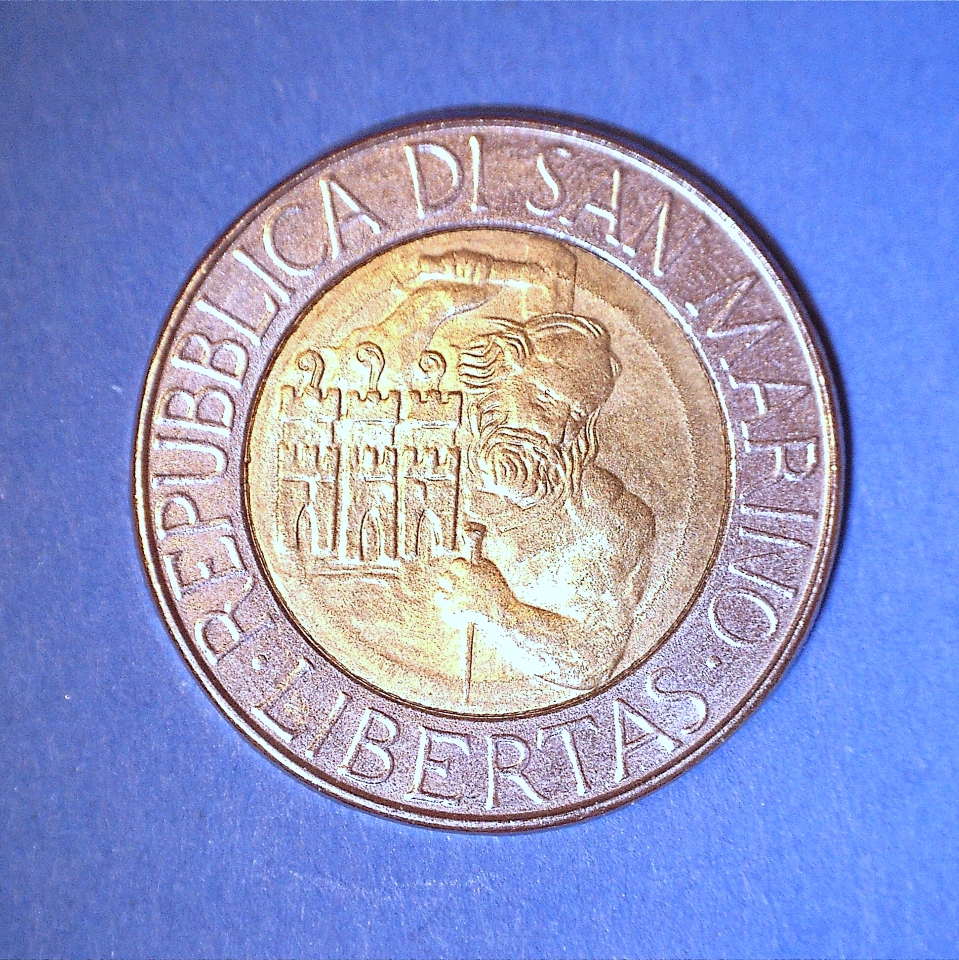 REPUBBLICA DI SAN MARINO
· LIBERTAS ·